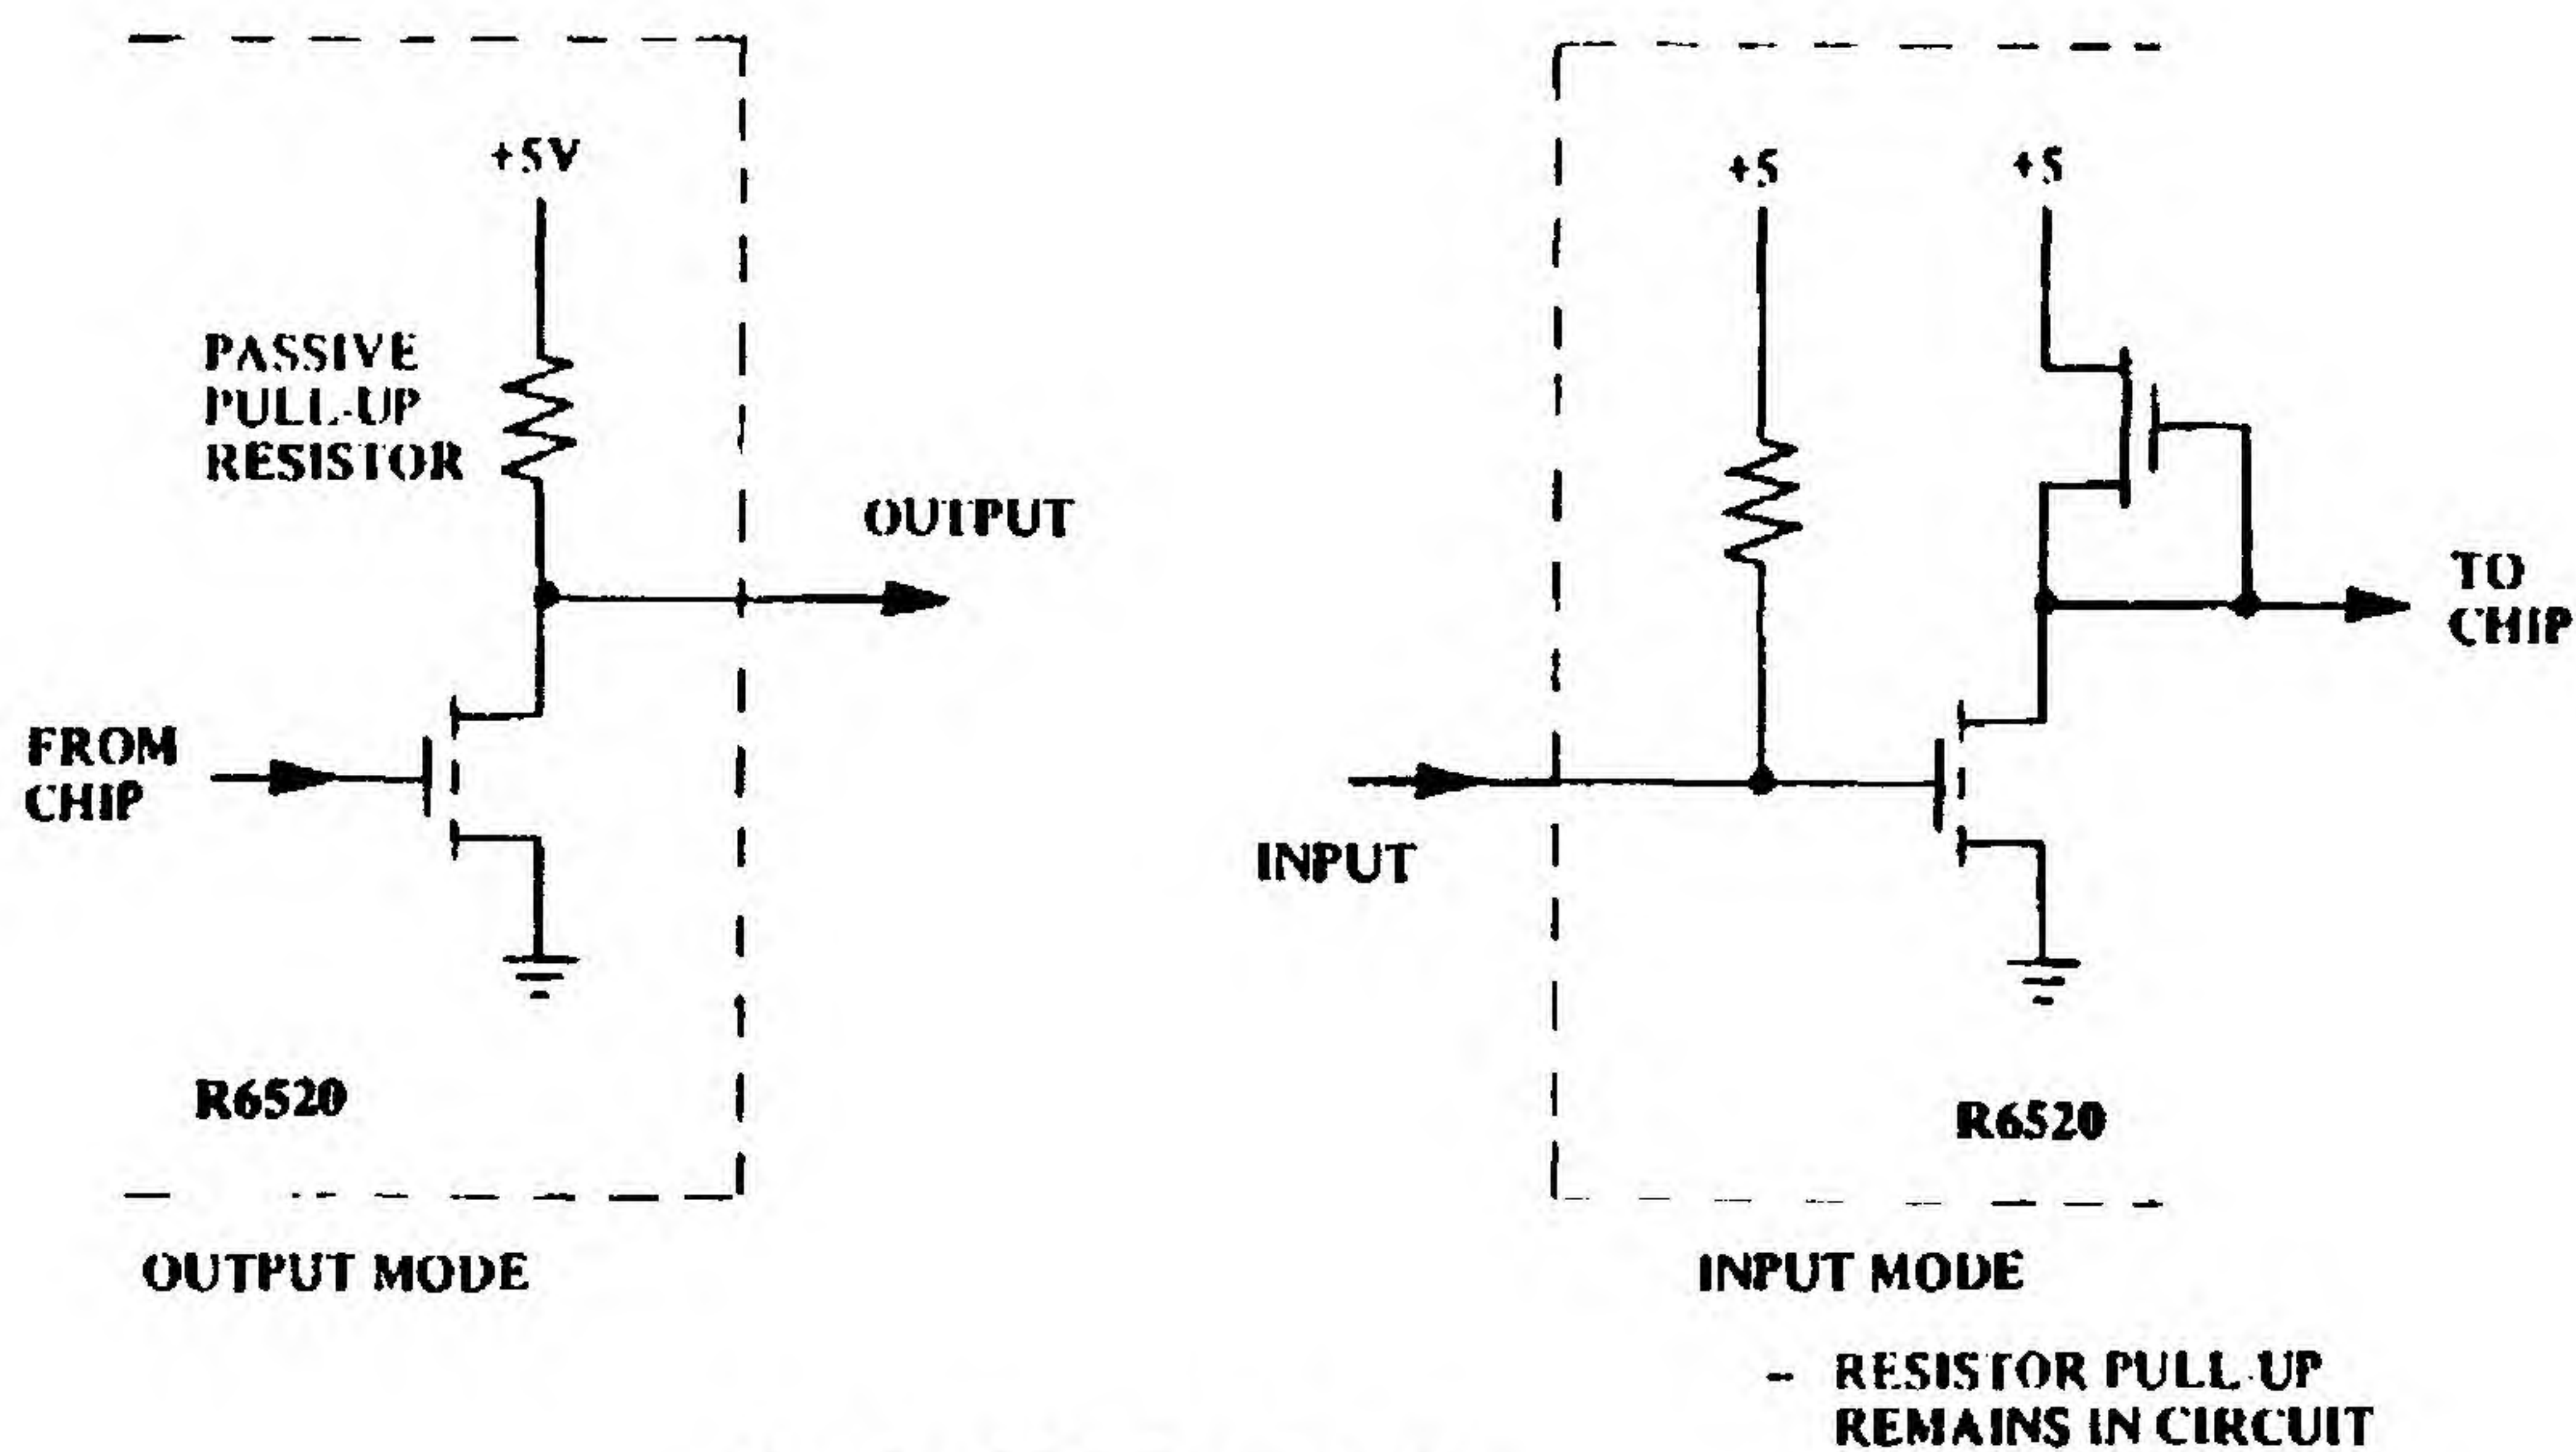 +5V
PASSIVE
PULL-UP
RESISTOR
OUTPUT
FROM
CHIP
R6520
OUTPUT MODE
+5
+5
TO
CHIP
INPUT
R6520
INPUT MODE
- RESISTOR PULL-UP
REMAINS IN CIRCUIT